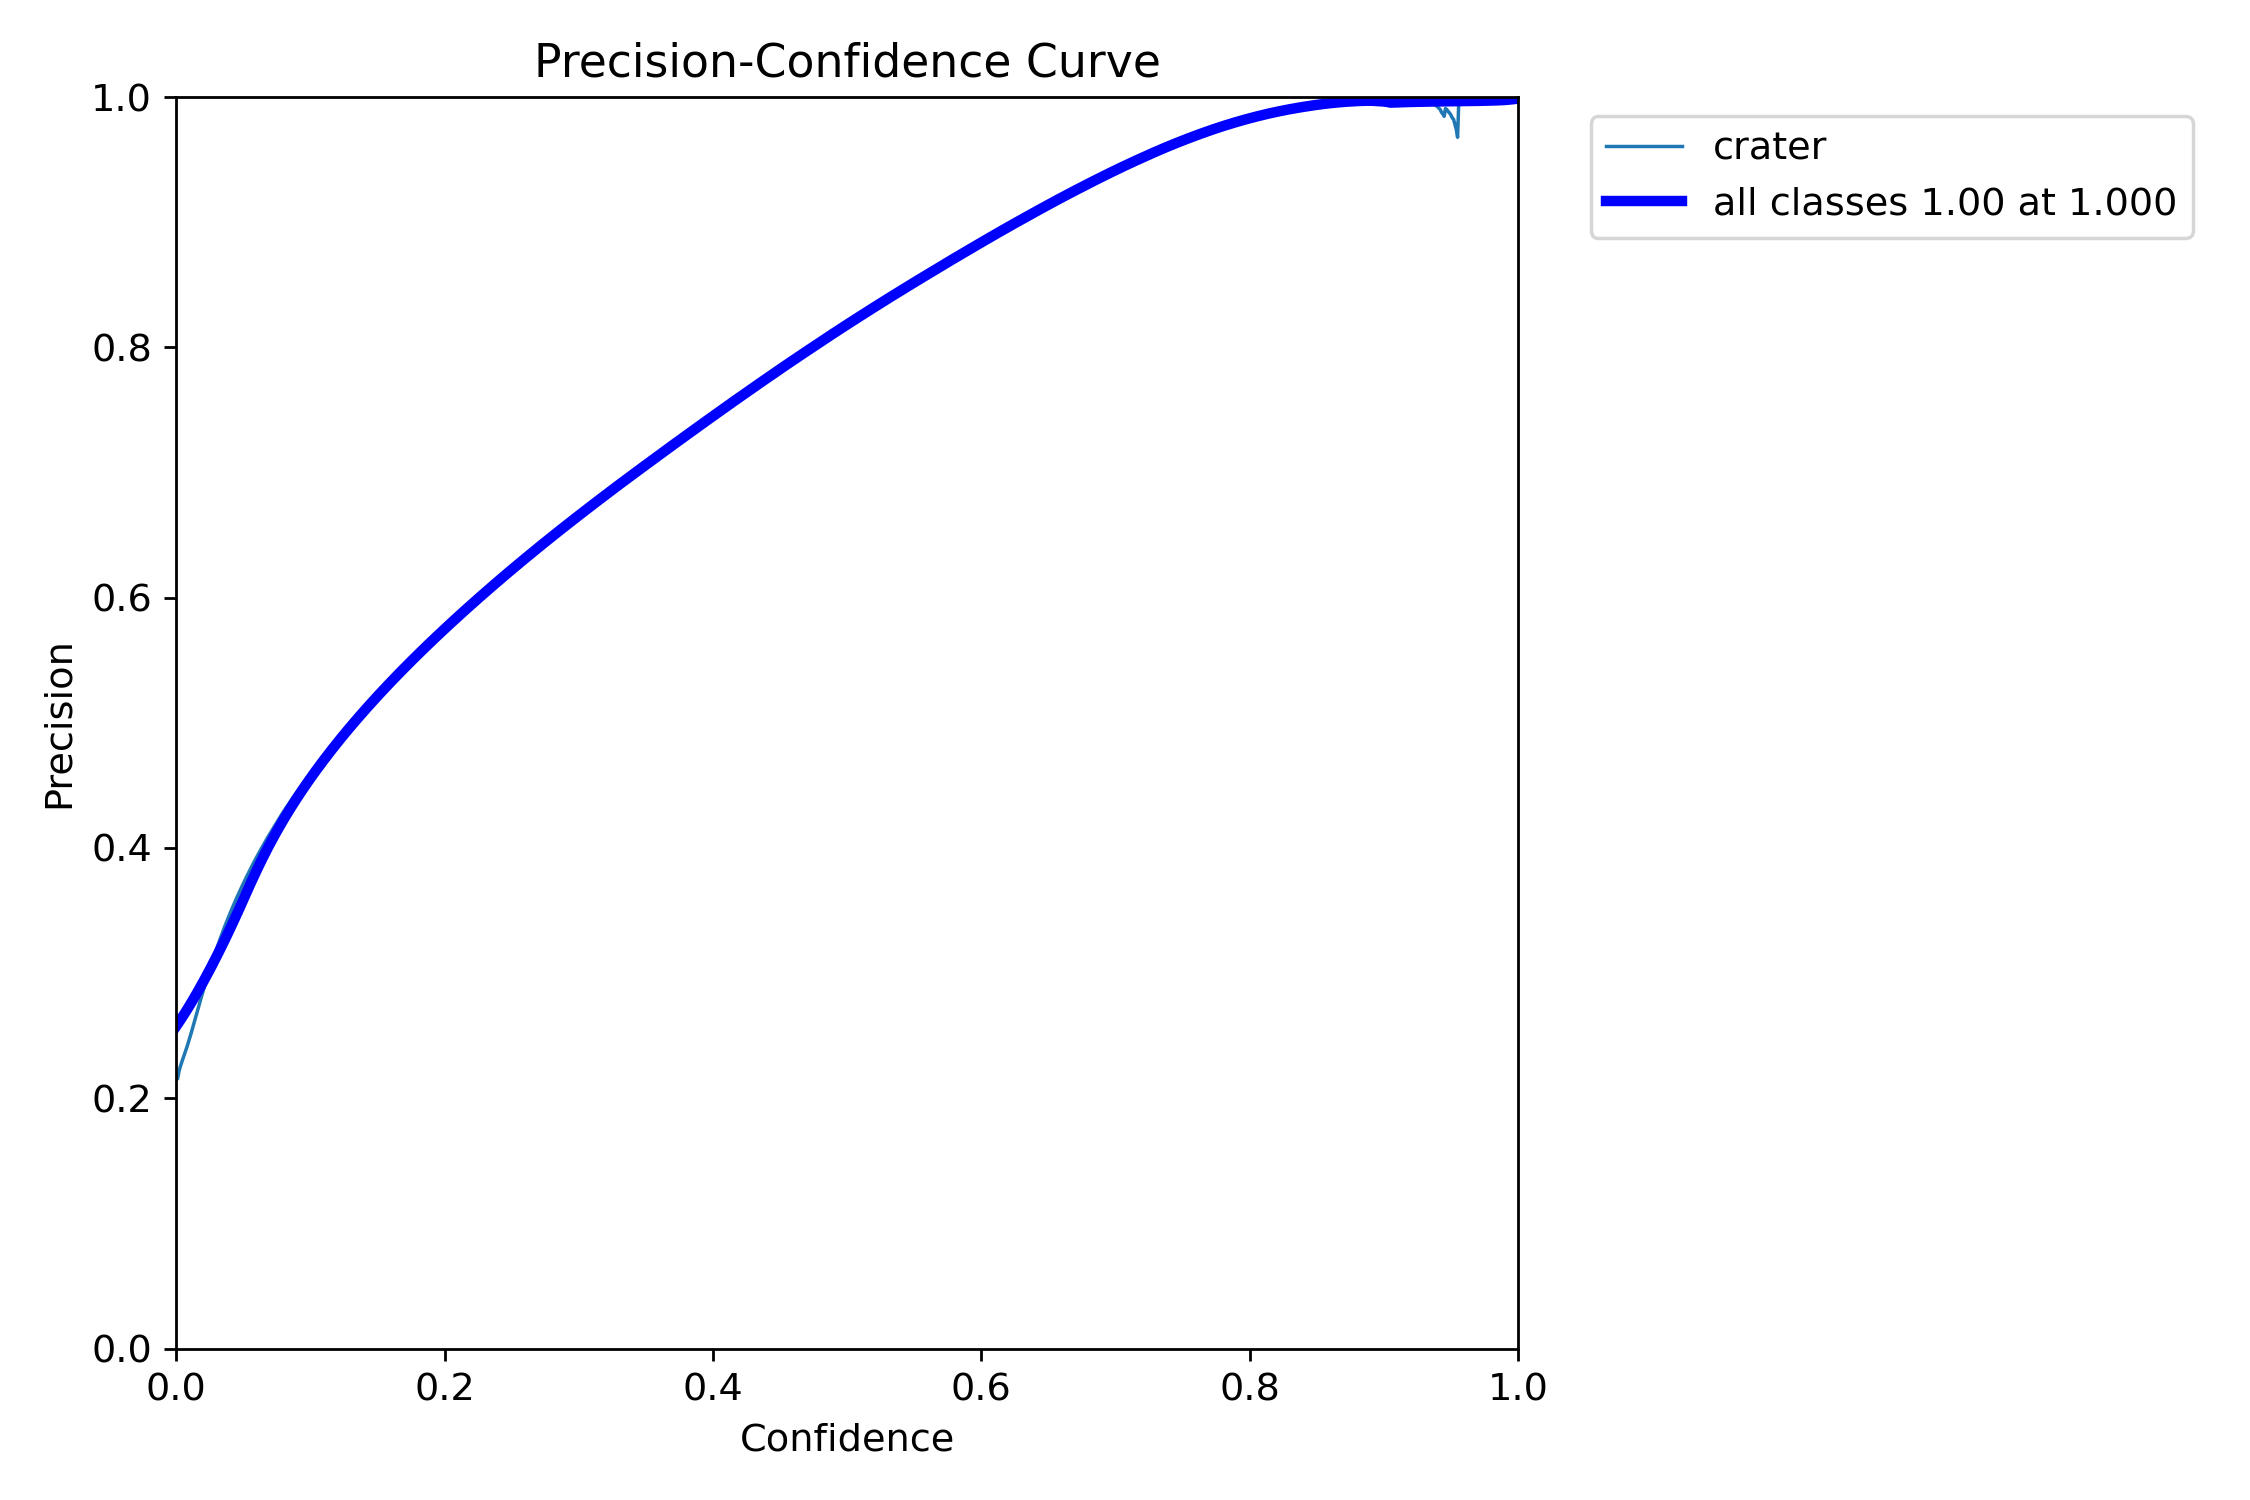 Precision-Confidence Curve
1.0
0.8
0.6
0.4
0.2
0.0
Precision
0.0 0.2 0.4 0.6 0.8 1.0
Confidence
crater
all classes 1.00 at 1.000